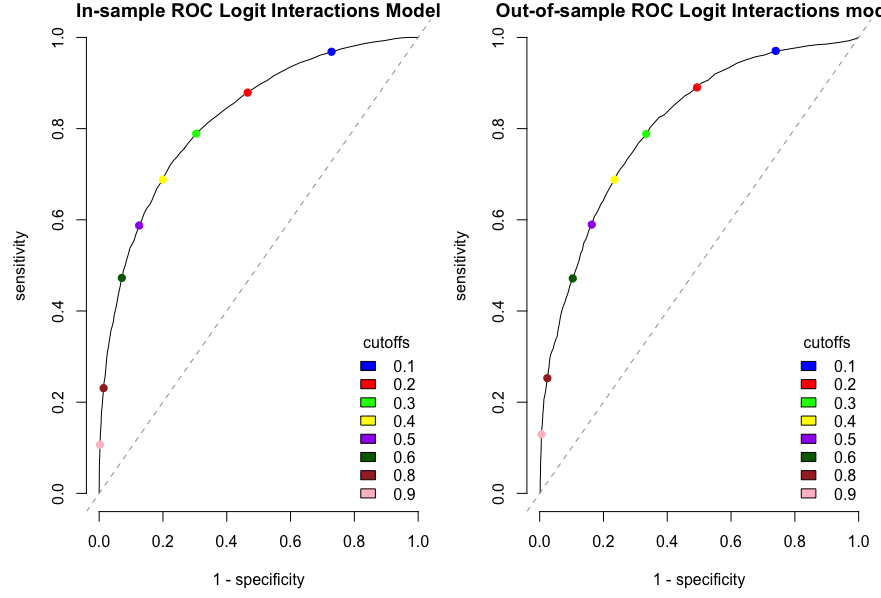 In-sample ROC Logit Interactions Model
sensitivity
1.0
0.8
0.6
0.4
0.2
0.0
cutoffs
0.1
0.2
0.3
0.4
0.5
0.6
0.8
0.9
0.0 0.2 0.4 0.6 0.8 1.0
1 - specificity
Out-of-sample ROC Logit Interactions mod
sensitivity
1.0
0.8
0.6
0.4
0.2
0.0
cutoffs
0.1
0.2
0.3
0.4
0.5
0.6
0.8
0.9
0.0 0.2 0.4 0.6 0.8 1.0
1 - specificity